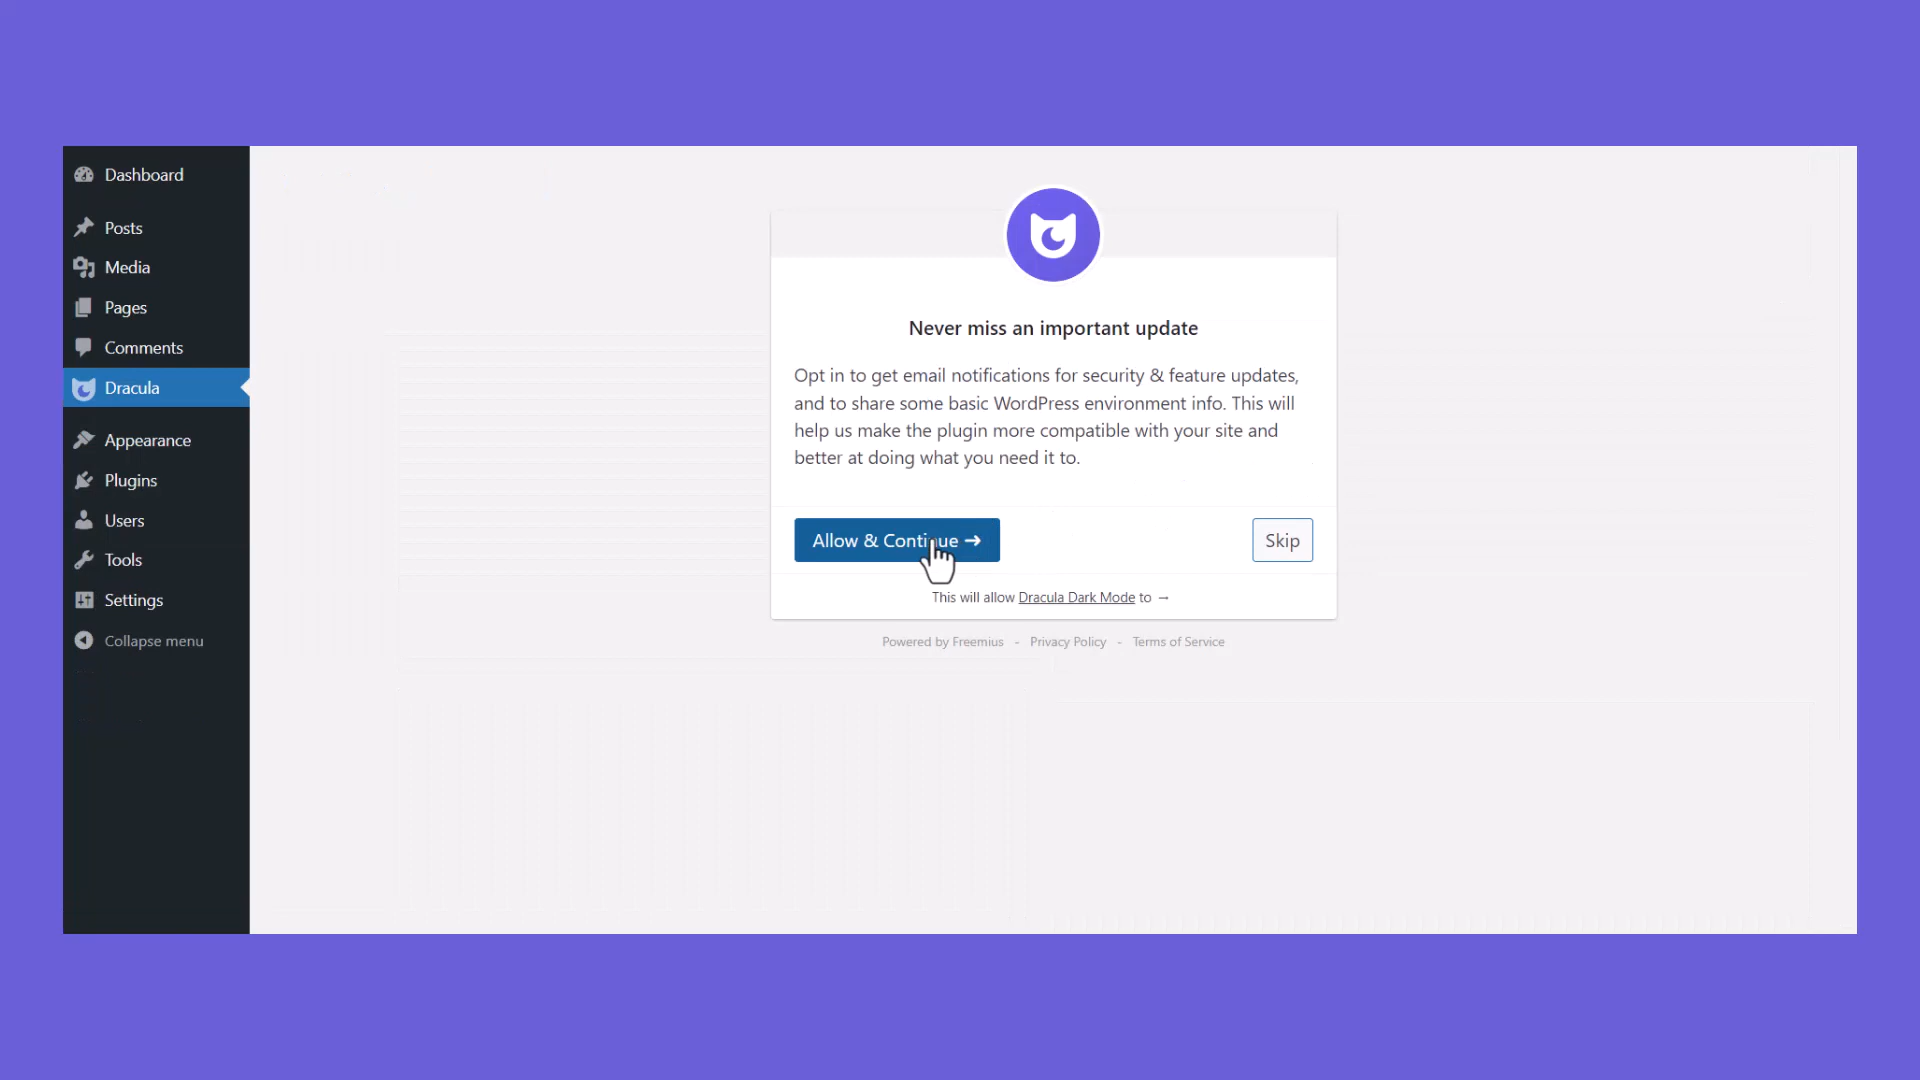 Dashboard
Posts
Media
Pages
Comments
Dracula
Appearance
Plugins
Users
Tools
Settings
Collapse menu
Never miss an important update
Opt in to get email notifications for security & feature updates,
and to share some basic WordPress environment info. This will
help us make the plugin more compatible with your site and
better at doing what you need it to.
Allow & Continue →
Skip
This will allow Dracula Dark Mode to →
Powered by Freemius - Privacy Policy - Terms of Service